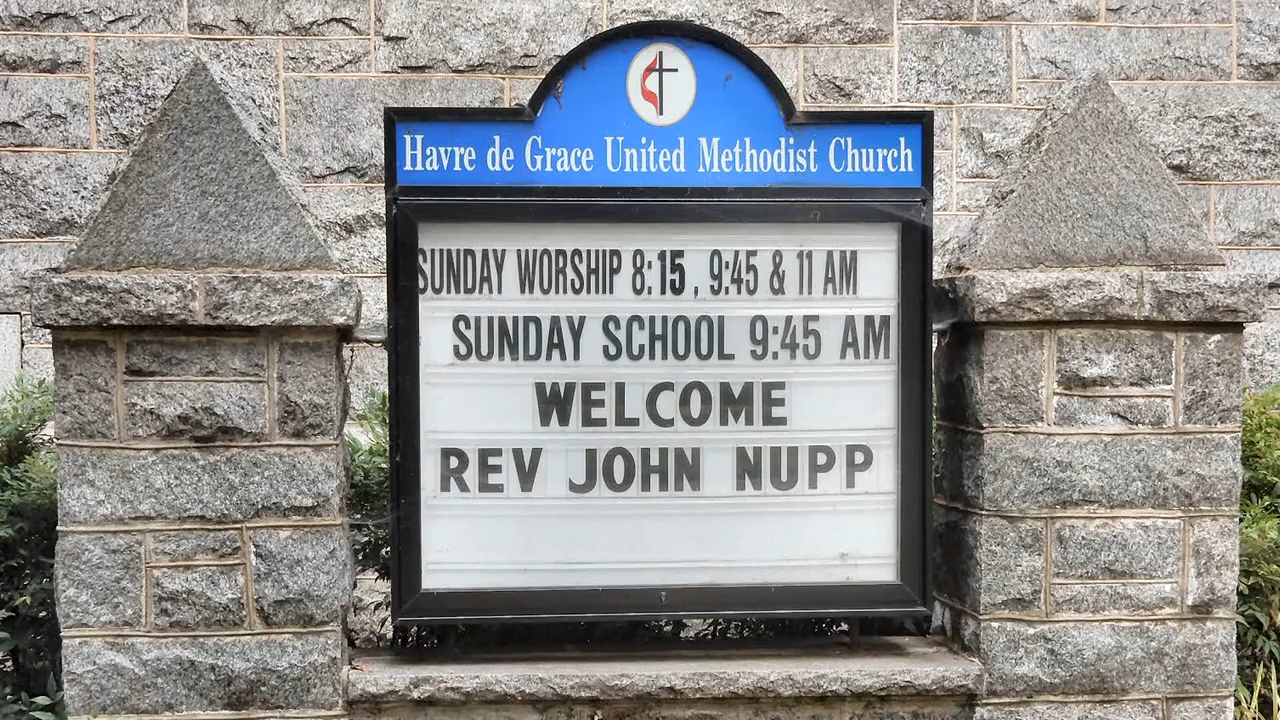 Havre de Grace United Methodist Church
SUNDAY WORSHIP 8:15, 9:45 & 11 AM
SUNDAY SCHOOL 9:45 AM
WELCOME
REV JOHN NUPP